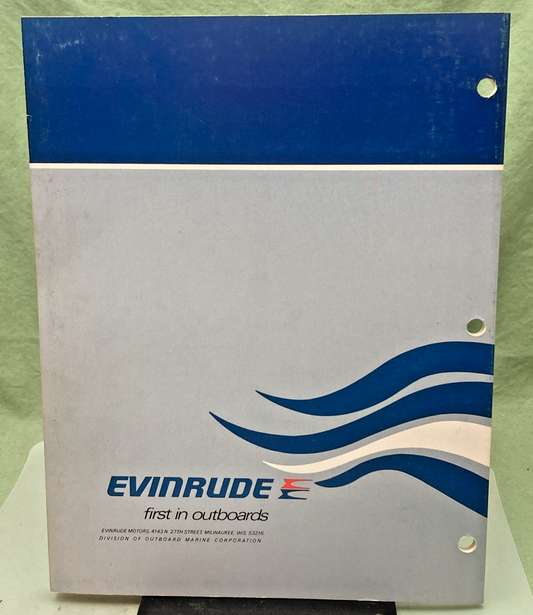 EVINRUDE
first in outboards
EVINRUDE MOTORS, 4143 N. 27TH STREET, MILWAUKEE, WIS. 53216
DIVISION OF OUTBOARD MARINE CORPORATION